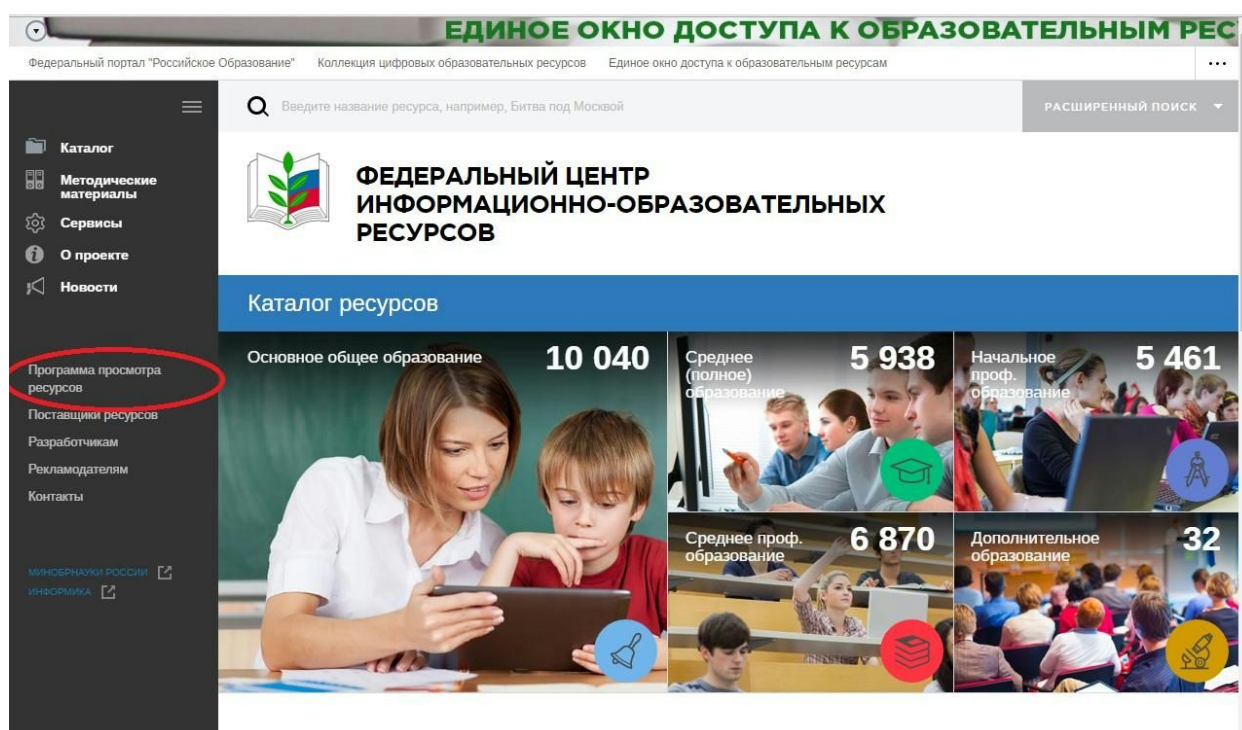 ЕДИНОЕ ОКНО ДОСТУПА К ОБРАЗОВАТЕЛЬНЫМ РЕС
Федеральный портал "Российское Образование" Коллекция цифровых образовательных ресурсов Единое окно доступа к образовательным ресурсам
Введите название ресурса, например, Битва под Москвой
РАСШИРЕННЫЙ ПОИСК
Каталог
Методические
материалы
Сервисы
О проекте
Новости
Программа просмотра
ресурсов
Поставщики ресурсов
Разработчикам
Рекламодателям
Контакты
МИНОБРНАУКИ РОССИИ
ИНФОРМИКА
ФЕДЕРАЛЬНЫЙ ЦЕНТР
ИНФОРМАЦИОННО-ОБРАЗОВАТЕЛЬНЫХ
РЕСУРСОВ
Каталог ресурсов
Основное общее образование 10 040
Среднее 5 938
(полное)
образование
Начальное 5 461
проф.
образование
Среднее проф. 6 870
образование
Дополнительное 32
образование